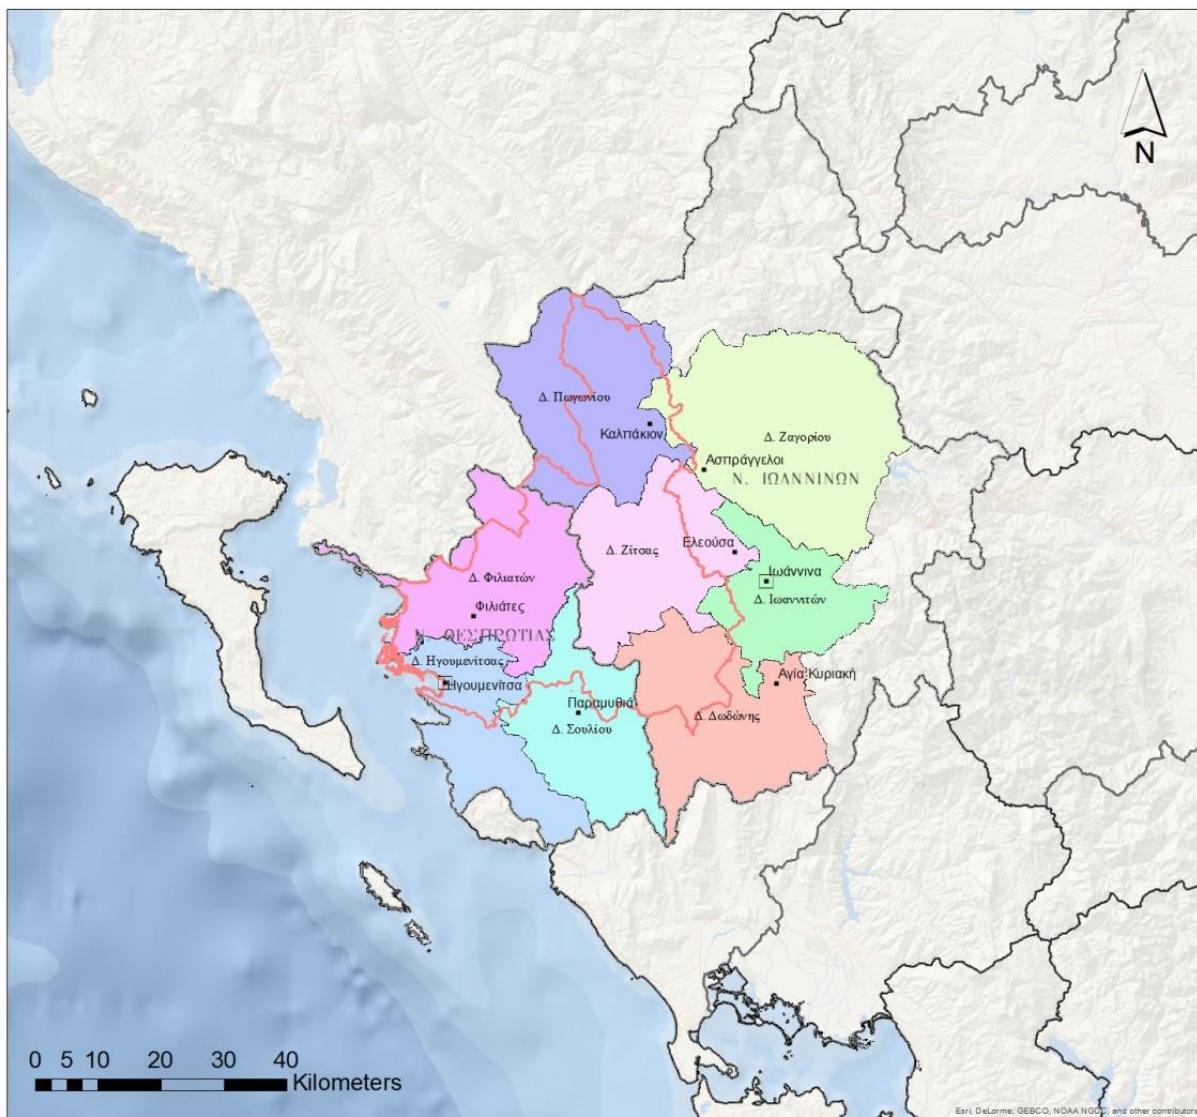 N
Δ. Πωγωνίου
Καλπάκιον
Δ. Ζαγορίου
Ασπράγγελοι
Ν. ΙΩΑΝΝΙΝΩΝ
Δ. Ζίτσας
Ελεούσα
Δ. Φιλιατών
Ιωάννινα
Δ. Ιωαννιτών
Φιλιάτες
Ν. ΘΕΣΠΡΩΤΙΑΣ
Δ. Ηγουμενίτσας
Ηγουμενίτσα
Αγία Κυριακή
Παραμυθιά
Δ. Δωδώνης
Δ. Σουλίου
0 5 10 20 30 40
Kilometers
Esri, DeLorme, GEBCO, NOAA NGDC, and other contributors